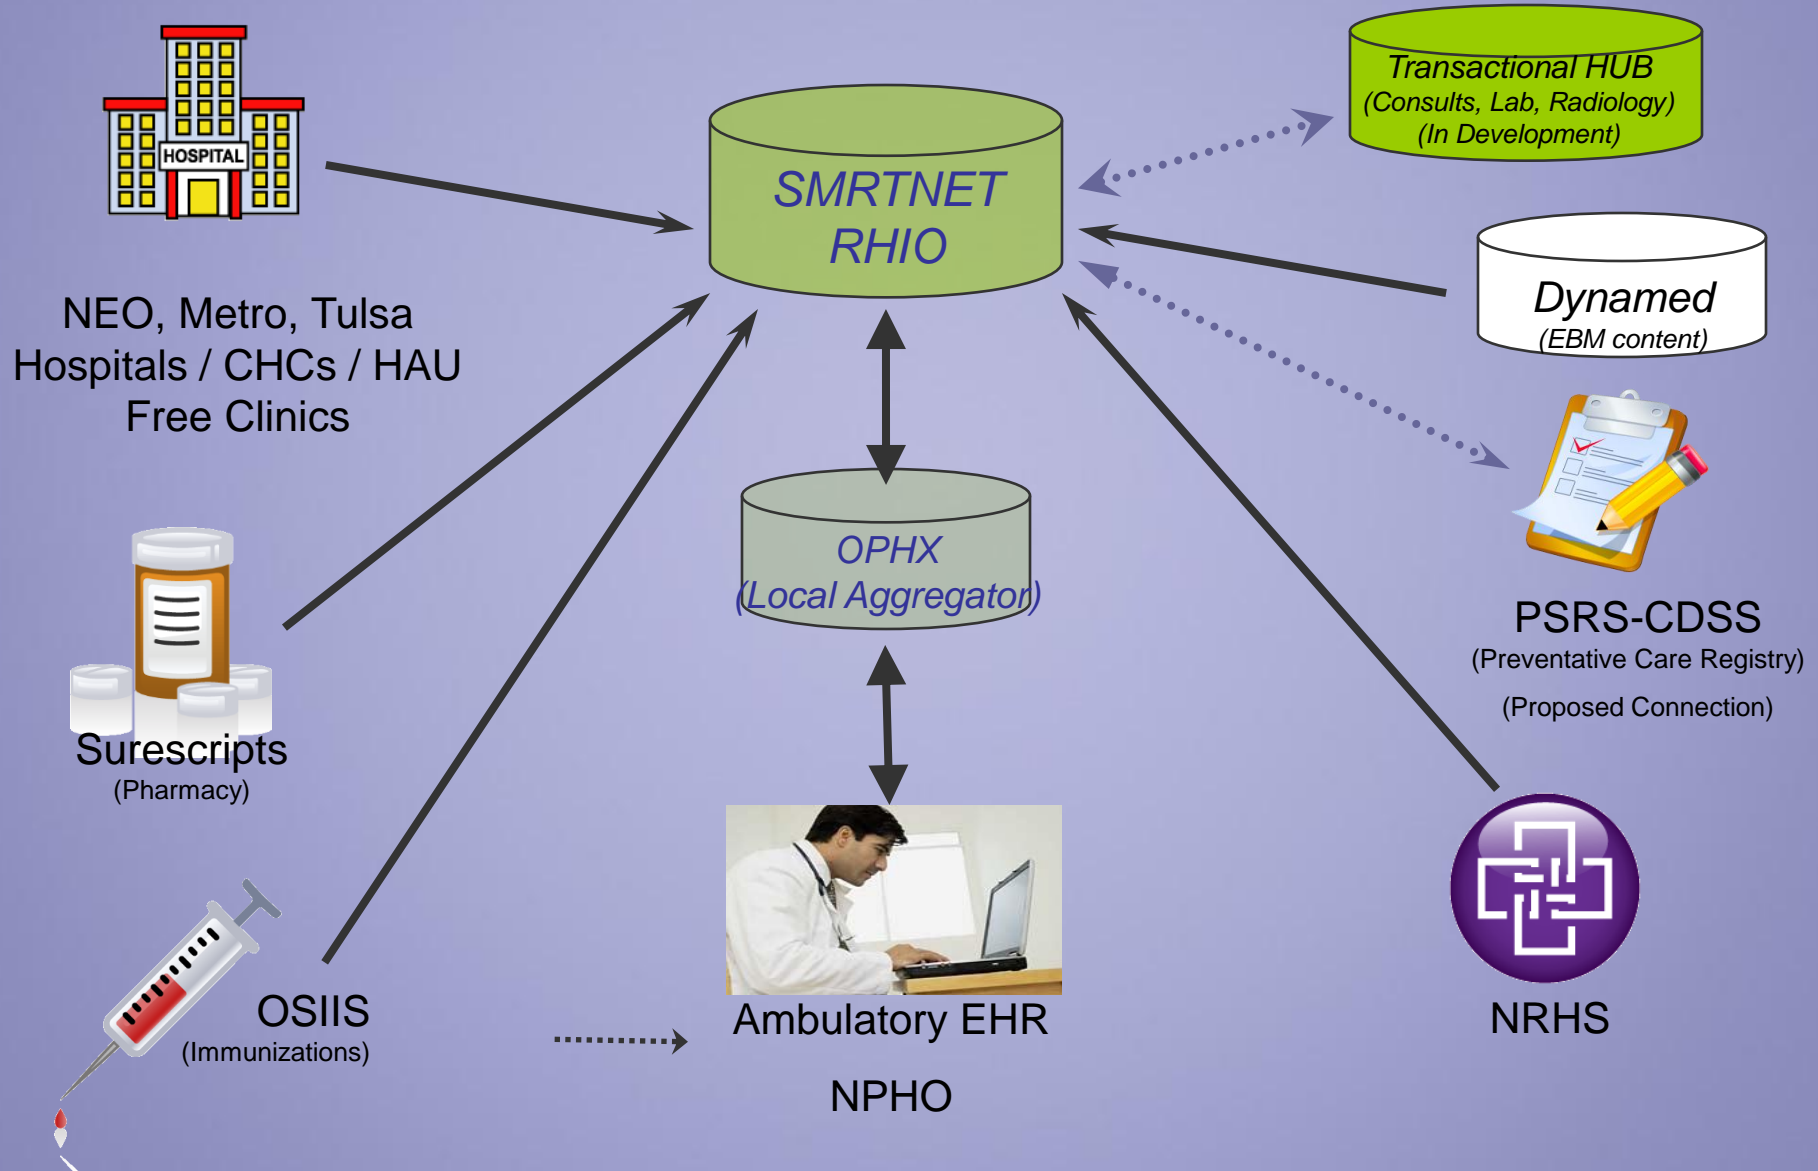 HOSPITAL
NEO, Metro, Tulsa
Hospitals / CHCs / HAU
Free Clinics
SMRTNET
RHIO
Transactional HUB
(Consults, Lab, Radiology)
(In Development)
Dynamed
(EBM content)
OPHX
(Local Aggregator)
PSRS-CDSS
(Preventative Care Registry)
(Proposed Connection)
Surescripts
(Pharmacy)
OSIIS
(Immunizations)
Ambulatory EHR
NPHO
NRHS